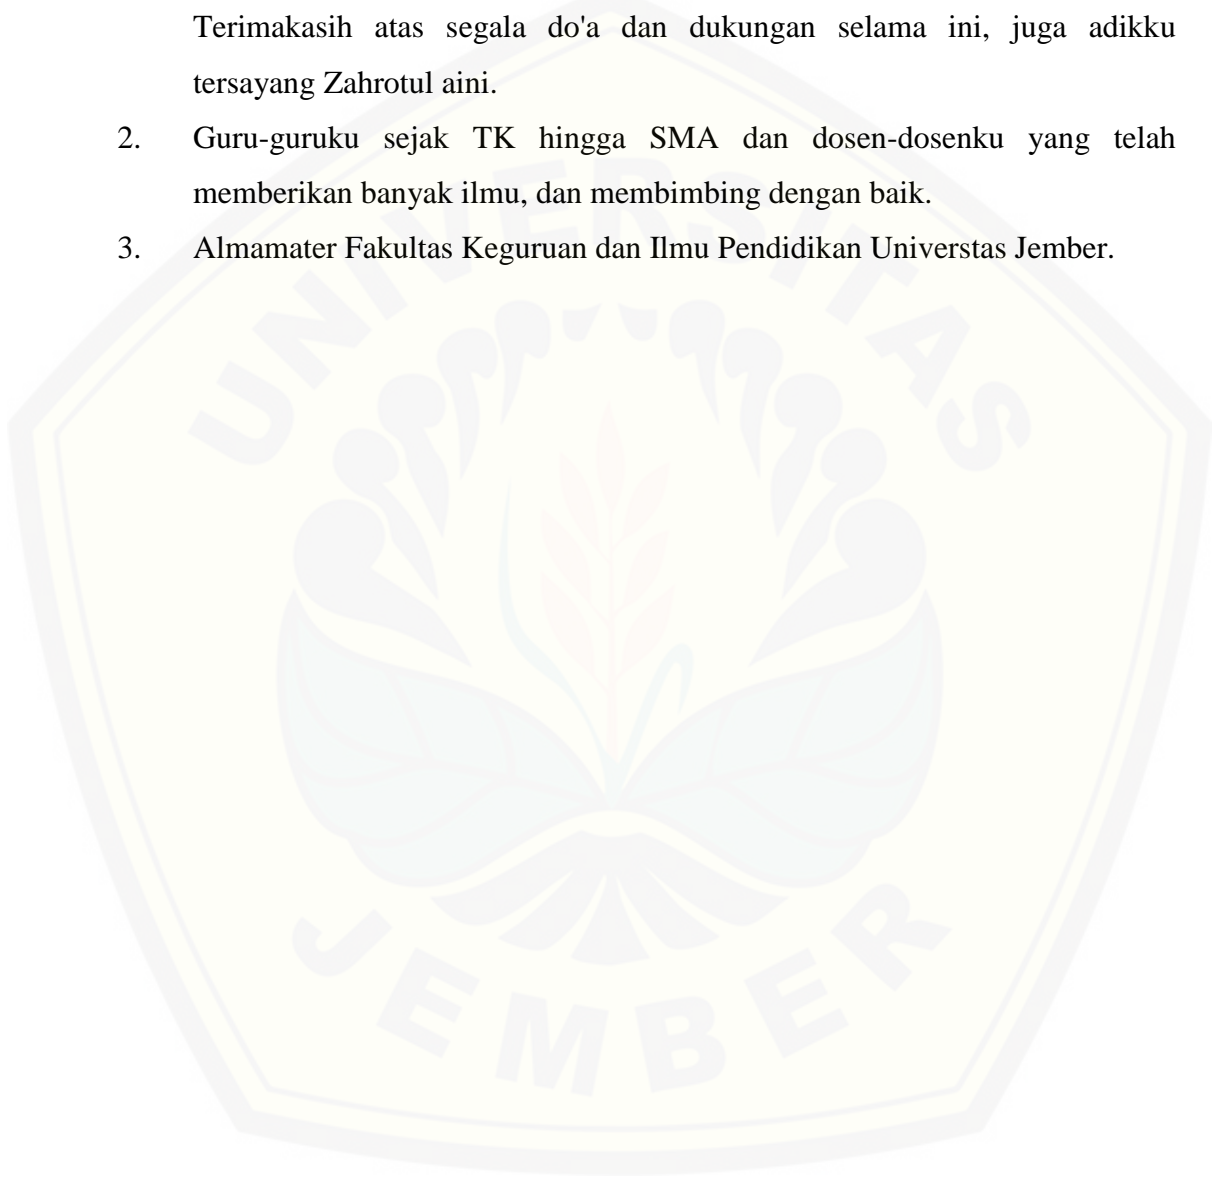 Terimakasih atas segala do'a dan dukungan selama ini, juga adikku
tersayang Zahrotul aini.
2. Guru-guruku sejak TK hingga SMA dan dosen-dosenku yang telah
memberikan banyak ilmu, dan membimbing dengan baik.
3. Almamater Fakultas Keguruan dan Ilmu Pendidikan Universtas Jember.
UNIVERSITAS
JEMBER